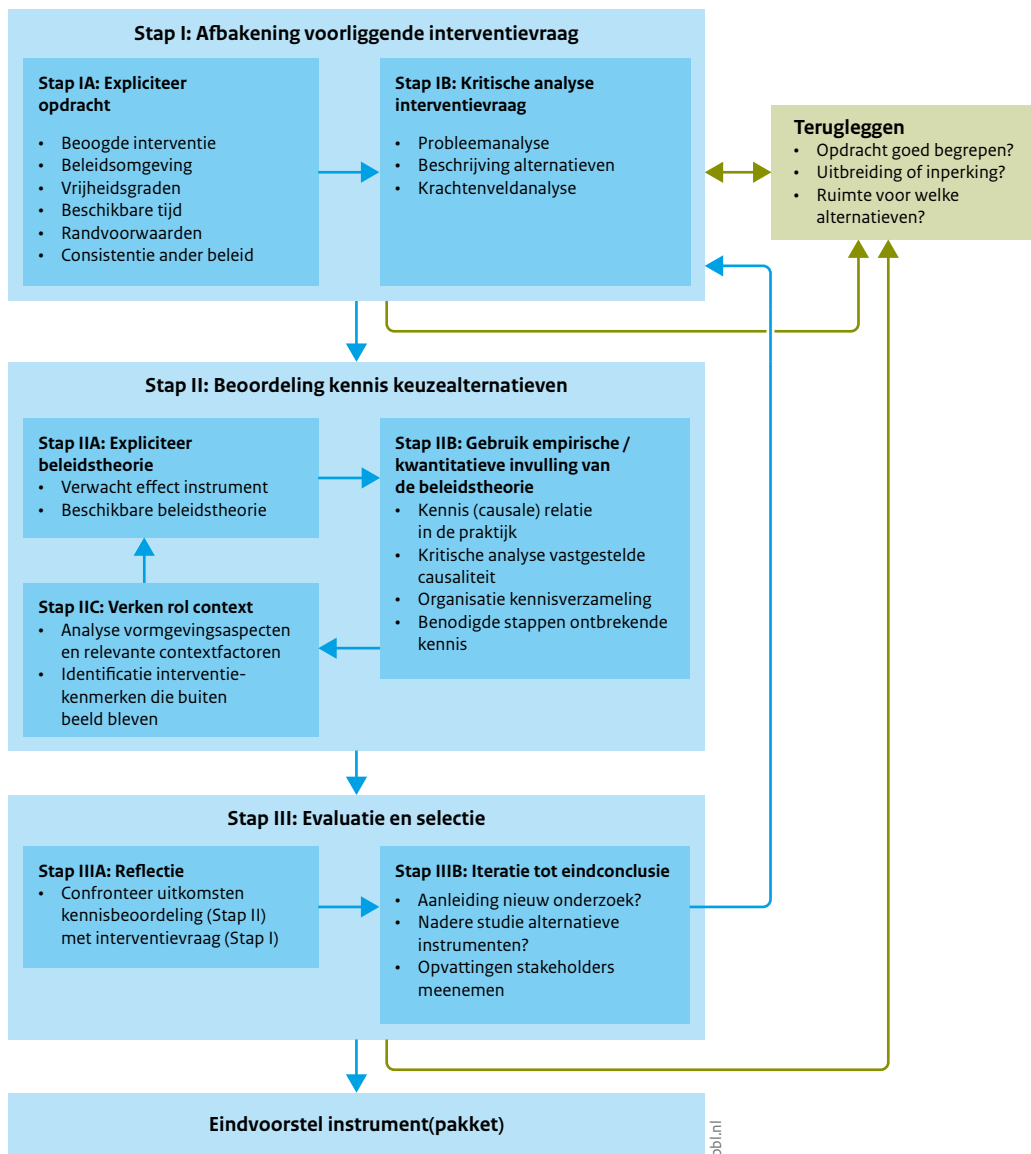 Stap I: Afbakening voorliggende interventievraag
Stap IA: Expliciteer
opdracht
• Beoogde interventie
• Beleidsomgeving
• Vrijheidsgraden
• Beschikbare tijd
• Randvoorwaarden
• Consistentie ander beleid
Stap IB: Kritische analyse
interventievraag
• Probleemanalyse
• Beschrijving alternatieven
• Krachtenveldanalyse
Terugleggen
• Opdracht goed begrepen?
• Uitbreiding of inperking?
• Ruimte voor welke
alternatieven?
Stap II: Beoordeling kennis keuzealternatieven
Stap IIA: Expliciteer
beleidstheorie
• Verwacht effect instrument
• Beschikbare beleidstheorie
Stap IIB: Gebruik empirische /
kwantitatieve invulling van
de beleidstheorie
• Kennis (causale) relatie
in de praktijk
• Kritische analyse vastgestelde
causaliteit
• Organisatie kennisverzameling
• Benodigde stappen ontbrekende
kennis
Stap IIC: Verken rol context
• Analyse vormgevingsaspecten
en relevante contextfactoren
• Identificatie interventie-
kenmerken die buiten
beeld bleven
Stap III: Evaluatie en selectie
Stap IIIA: Reflectie
• Confronteer uitkomsten
kennisbeoordeling (Stap II)
met interventievraag (Stap I)
Stap IIIB: Iteratie tot eindconclusie
• Aanleiding nieuw onderzoek?
• Nadere studie alternatieve
instrumenten?
• Opvattingen stakeholders
meenemen
Eindvoorstel instrument(pakket)
pbl.nl